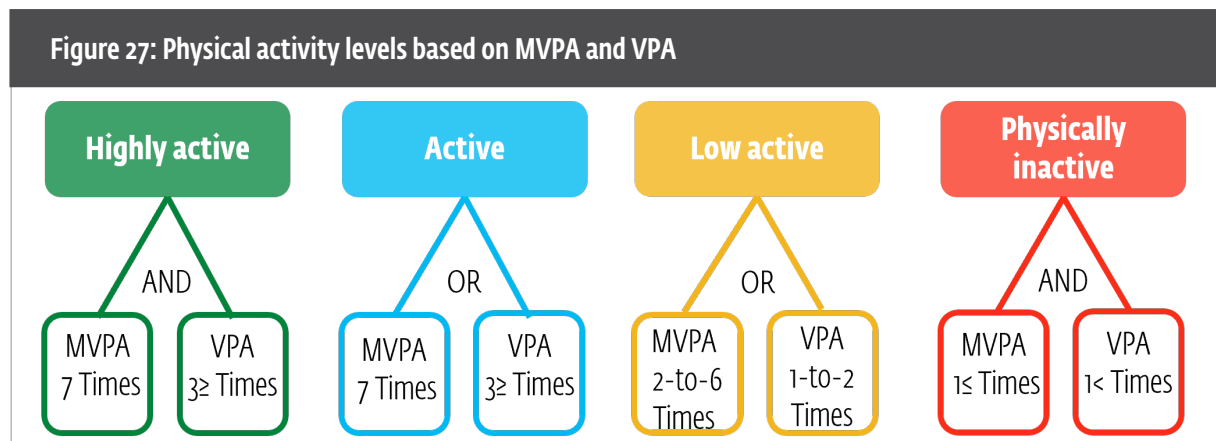 Figure 27: Physical activity levels based on MVPA and VPA
Highly active
AND
MVPA
7 Times
VPA
3≥ Times
Active
OR
MVPA
7 Times
VPA
3≥ Times
Low active
OR
MVPA
2-to-6
Times
VPA
1-to-2
Times
Physically
inactive
AND
MVPA
1≤ Times
VPA
1< Times